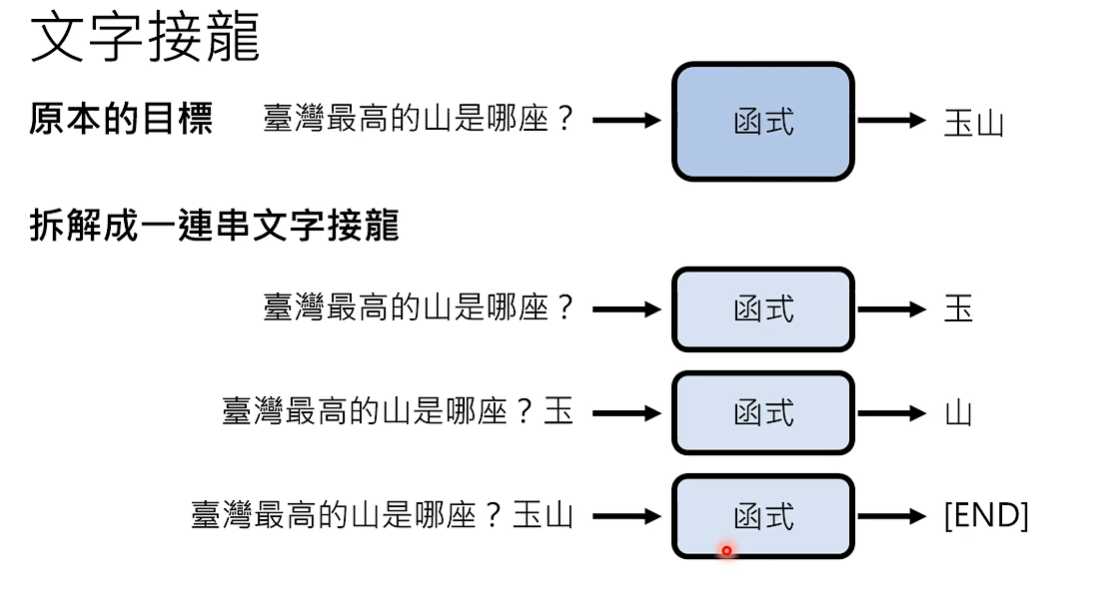 文字接龍
原本的目標 臺灣最高的山是哪座？ 函式 玉山
拆解成一連串文字接龍
臺灣最高的山是哪座？ 函式 玉
臺灣最高的山是哪座？玉 函式 山
臺灣最高的山是哪座？玉山 函式 [END]